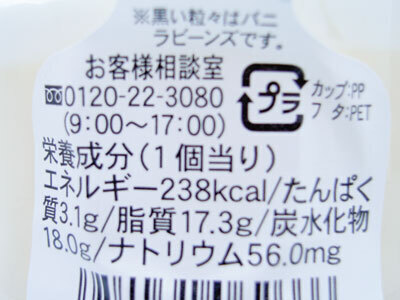 ※黒い粒々はバニ
ラビーンズです。
お客様相談室
0120-22-3080
(9:00〜17:00)
プラ
カップ:PP
フタ:PET
栄養成分(1個当り)
エネルギー238kcal/たんぱく
質3.1g/脂質17.3g/炭水化物
18.0g/ナトリウム56.0mg